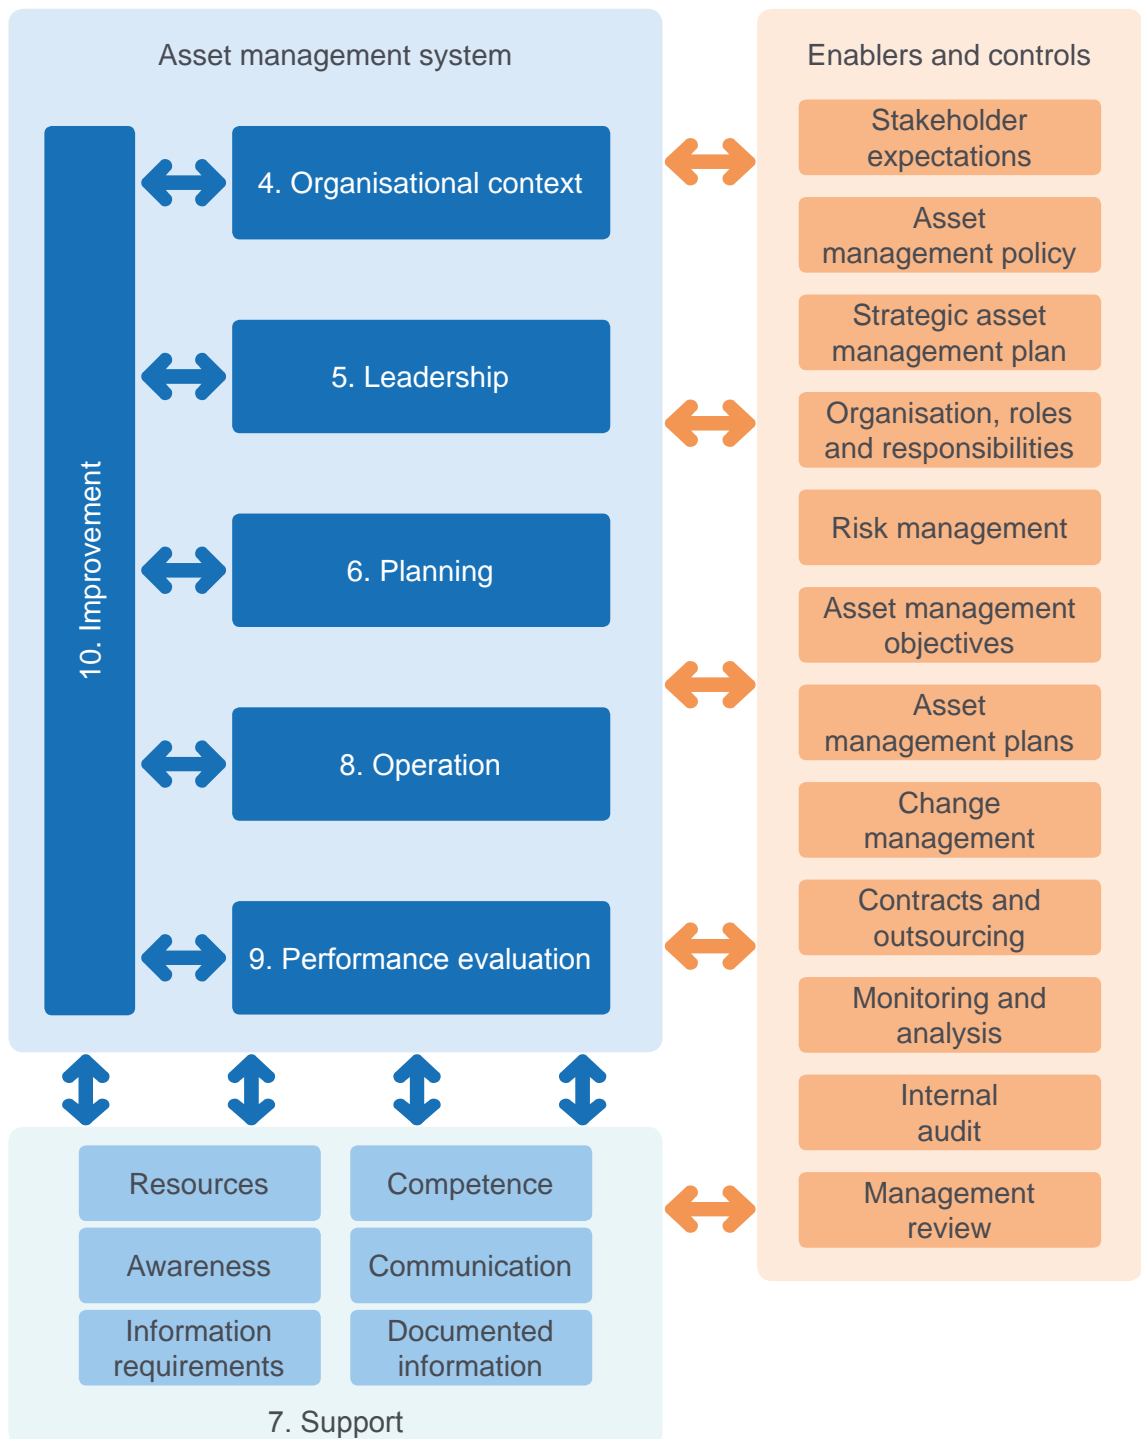 Asset management system
10. Improvement
4. Organisational context
5. Leadership
6. Planning
8. Operation
9. Performance evaluation
Resources
Competence
Awareness
Communication
Information
requirements
Documented
information
7. Support
Enablers and controls
Stakeholder
expectations
Asset
management policy
Strategic asset
management plan
Organisation, roles
and responsibilities
Risk management
Asset management
objectives
Asset
management plans
Change
management
Contracts and
outsourcing
Monitoring and
analysis
Internal
audit
Management
review